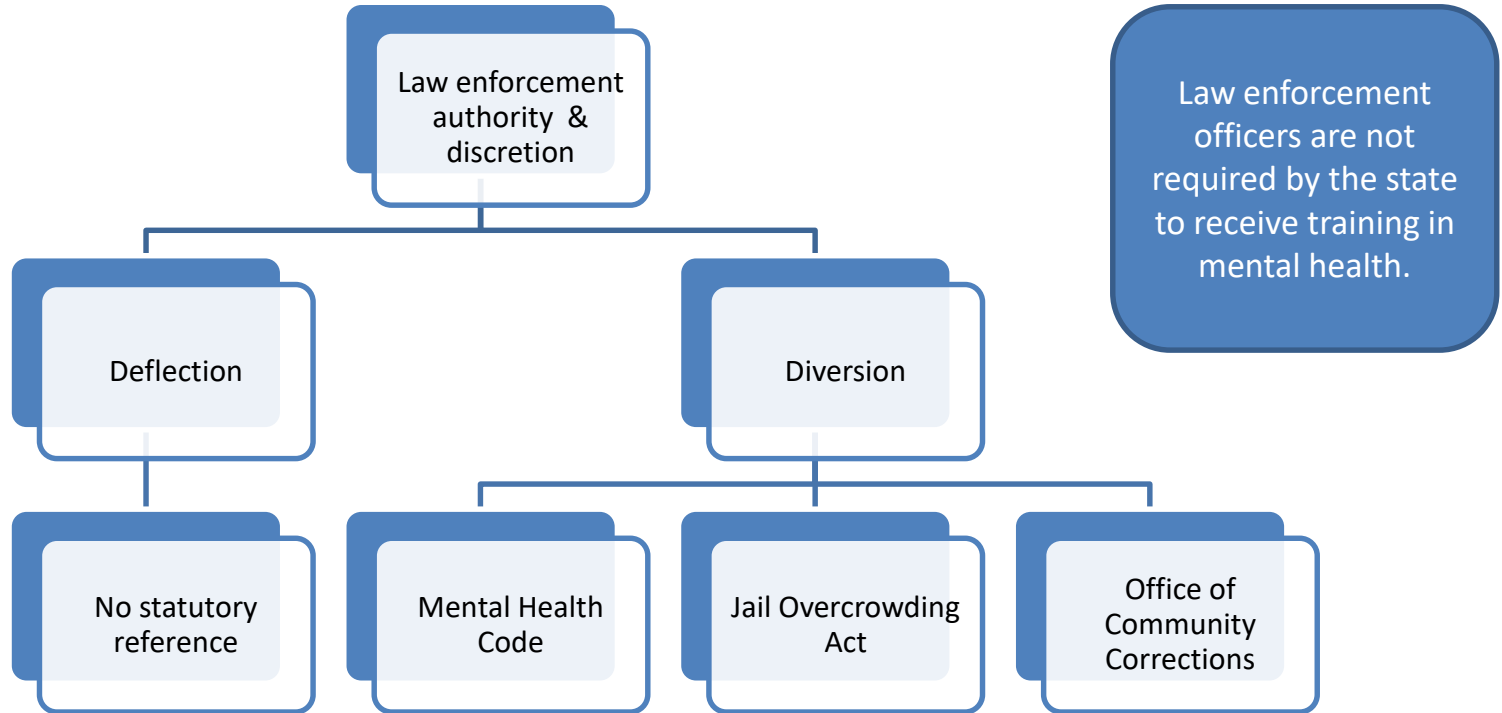 Law enforcement
authority & 
discretion
Law enforcement
officers are not
required by the state
to receive training in
mental health.
Deflection
Diversion
No statutory
reference
Mental Health
Code
Jail Overcrowding
Act
Office of
Community
Corrections